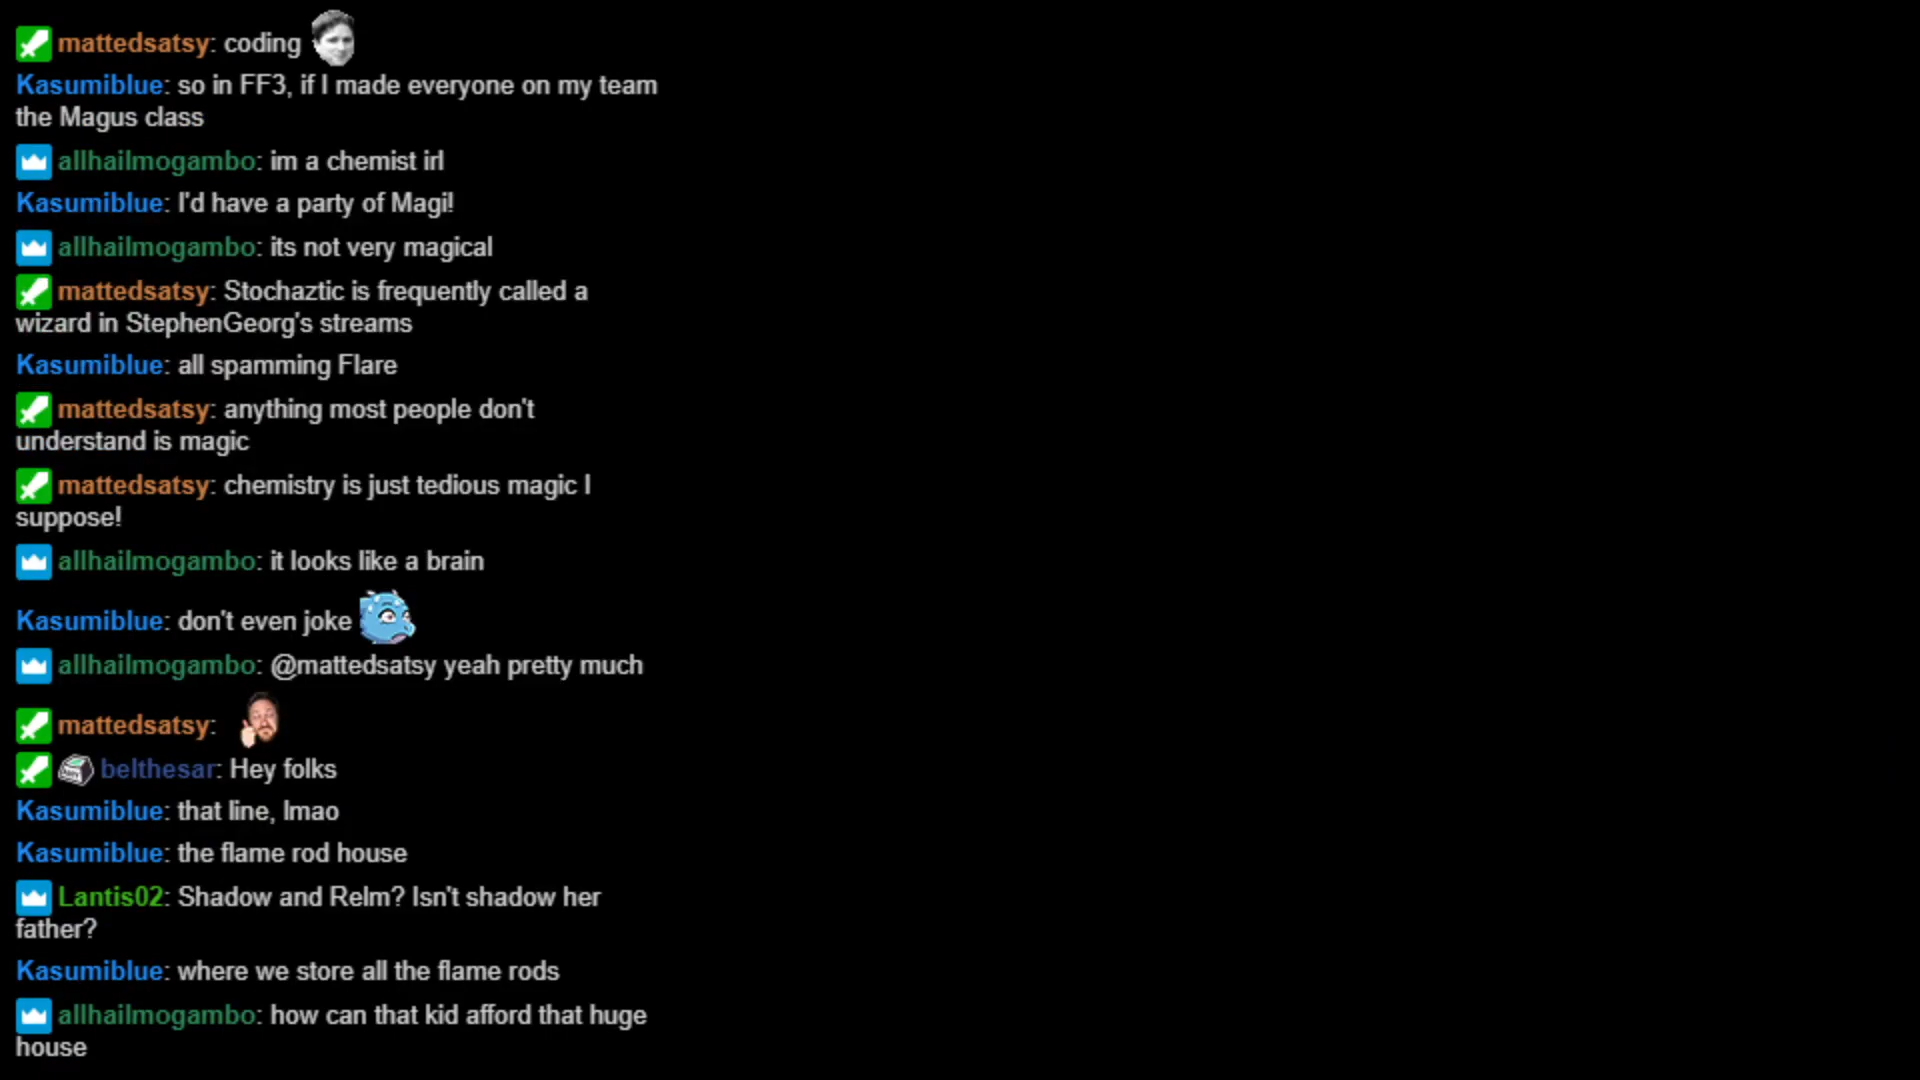 mattedsatsy: coding
Kasumiblue: so in FF3, if I made everyone on my team
the Magus class
allhailmogambo: im a chemist irl
Kasumiblue: I'd have a party of Magi!
allhailmogambo: its not very magical
mattedsatsy: Stochaztic is frequently called a
wizard in StephenGeorg's streams
Kasumiblue: all spamming Flare
mattedsatsy: anything most people don't
understand is magic
mattedsatsy: chemistry is just tedious magic I
suppose!
allhailmogambo: it looks like a brain
Kasumiblue: don't even joke
allhailmogambo: @mattedsatsy yeah pretty much
mattedsatsy:
belthesar: Hey folks
Kasumiblue: that line, lmao
Kasumiblue: the flame rod house
Lantis02: Shadow and Relm? Isn't shadow her
father?
Kasumiblue: where we store all the flame rods
allhailmogambo: how can that kid afford that huge
house